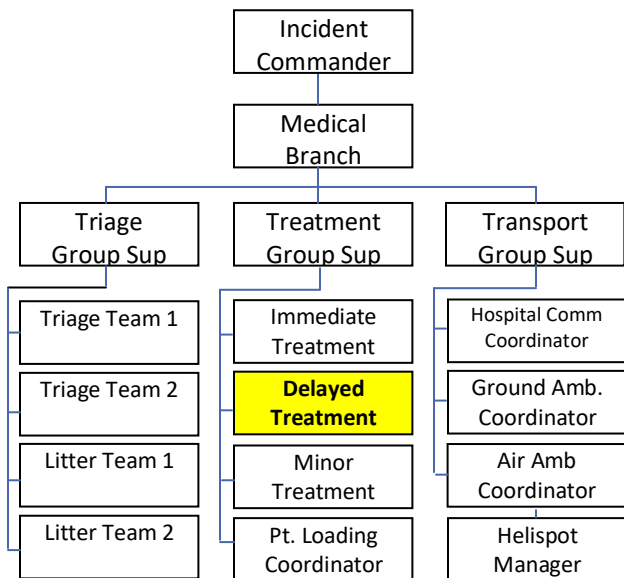 Incident
Commander
Medical
Branch
Triage
Group Sup
Treatment
Group Sup
Transport
Group Sup
Triage Team 1
Immediate
Treatment
Hospital Comm
Coordinator
Triage Team 2
Delayed
Treatment
Ground Amb.
Coordinator
Litter Team 1
Minor
Treatment
Air Amb
Coordinator
Litter Team 2
Pt. Loading
Coordinator
Helispot
Manager